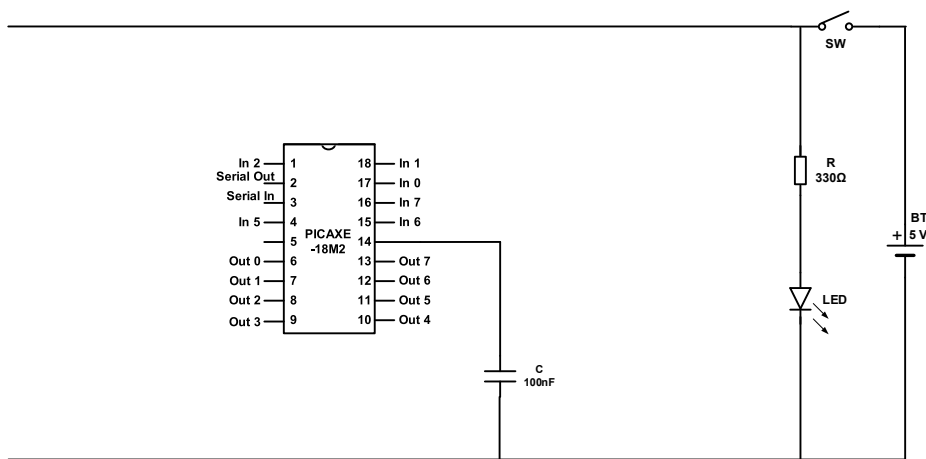 SW
In 2 1 18 In 1
Serial Out 2 17 In 0
Serial In 3 16 In 7
In 5 4 15 In 6
PICAXE
-18M2
5 14
Out 0 6 13 Out 7
Out 1 7 12 Out 6
Out 2 8 11 Out 5
Out 3 9 10 Out 4
R
330Ω
BT
+ 5 V
LED
C
100nF